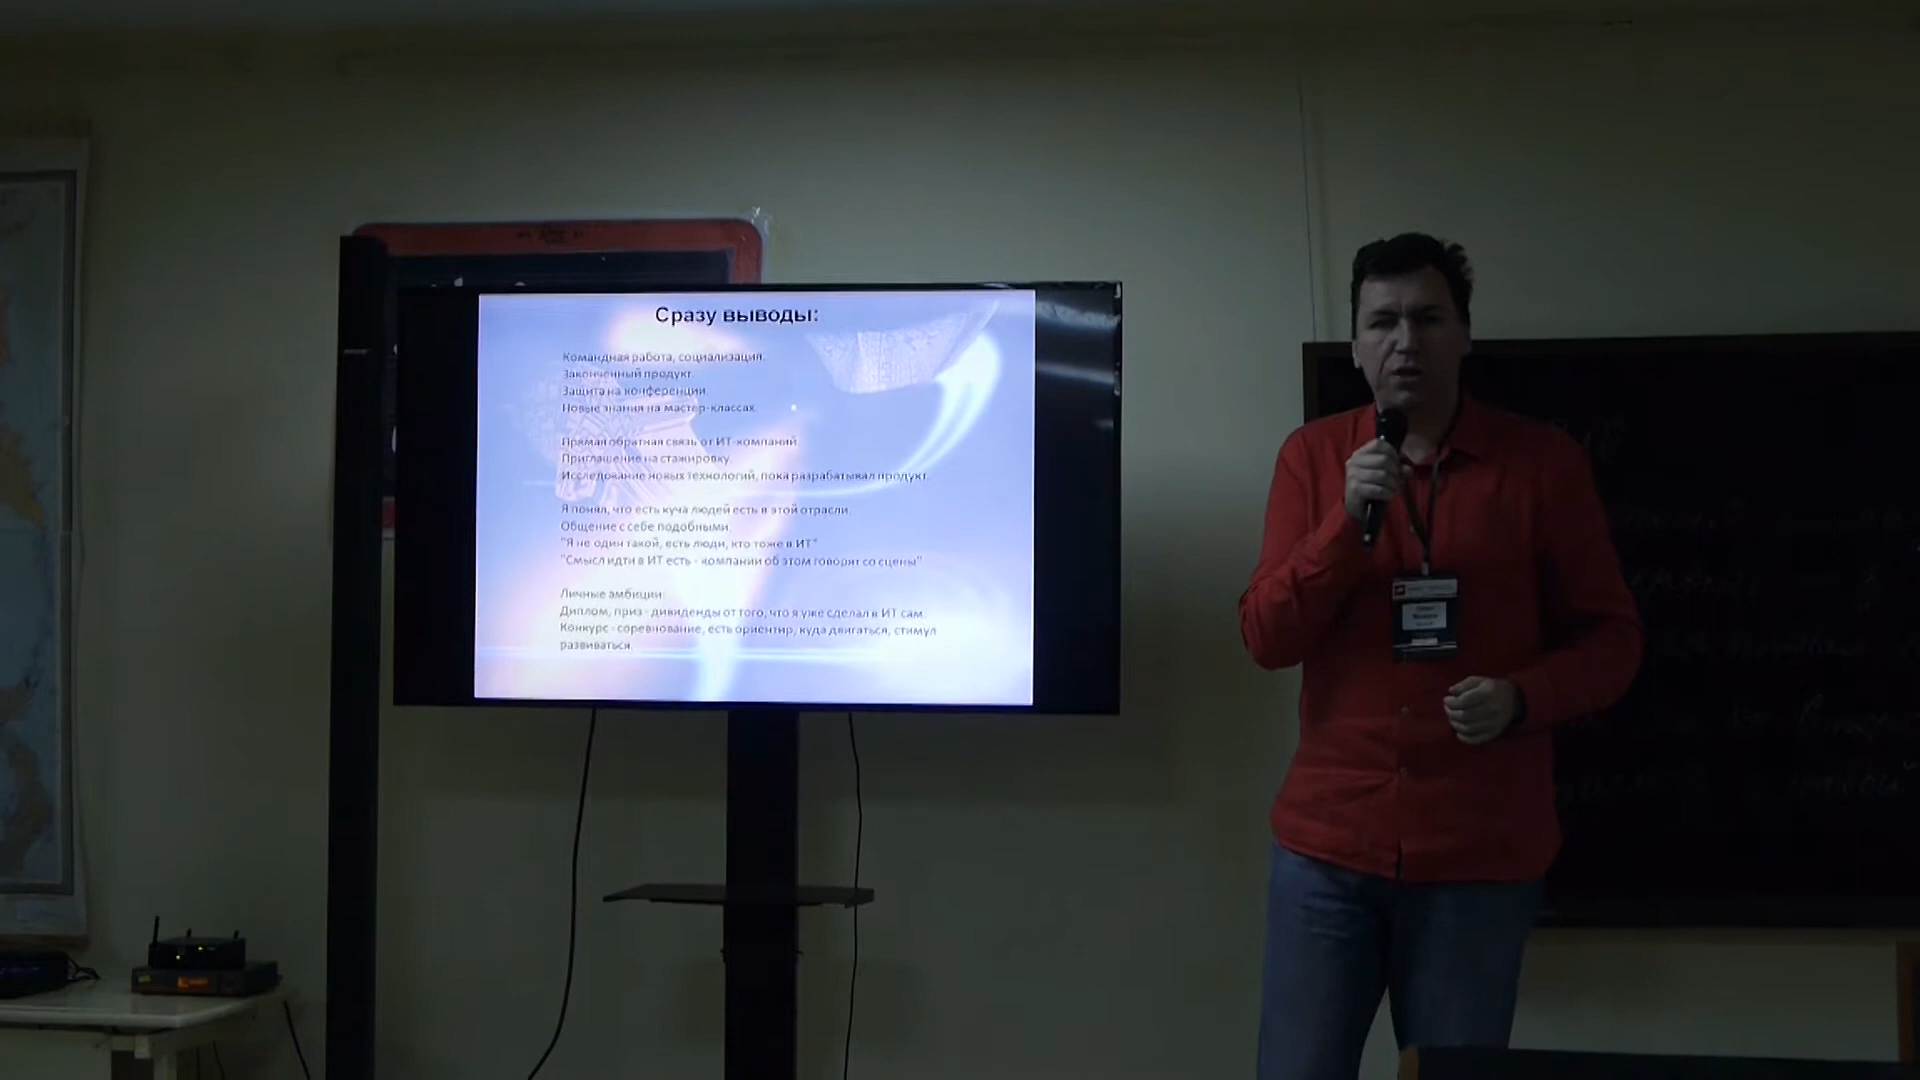 Сразу выводы:
Командная работа, социализация.
Законченный продукт.
Защита на конференции.
Новые знания на мастер-классах.
Прямая обратная связь от ИТ-компаний.
Приглашение на стажировку.
Исследование новых технологий, пока разрабатывал продукт.
Я понял, что есть куча людей есть в этой отрасли.
Общение с себе подобными.
"Я не один такой, есть люди, кто тоже в ИТ"
"Смысл идти в ИТ есть - компании об этом говорят со сцены"
Личные амбиции:
Диплом, приз - дивиденды от того, что я уже сделал в ИТ сам.
Конкурс - соревнование, есть ориентир, куда двигаться, стимул
развиваться.